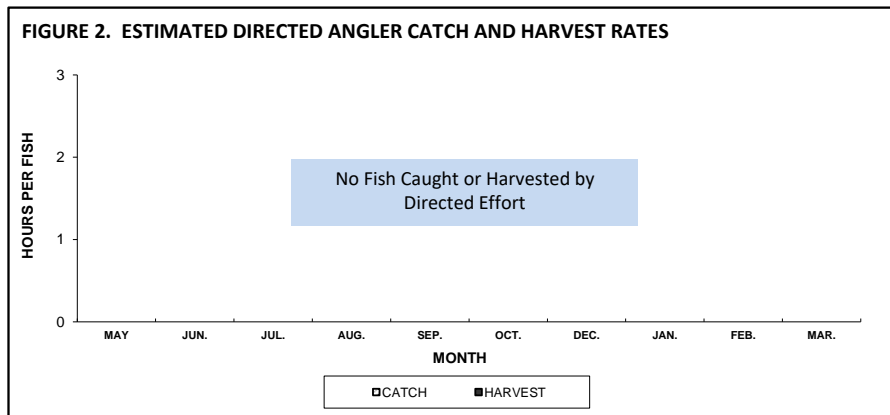 FIGURE 2. ESTIMATED DIRECTED ANGLER CATCH AND HARVEST RATES
3
2
1
0
HOURS PER FISH
No Fish Caught or Harvested by
Directed Effort
MAY JUN. JUL. AUG. SEP. OCT. DEC. JAN. FEB. MAR.
MONTH
CATCH HARVEST